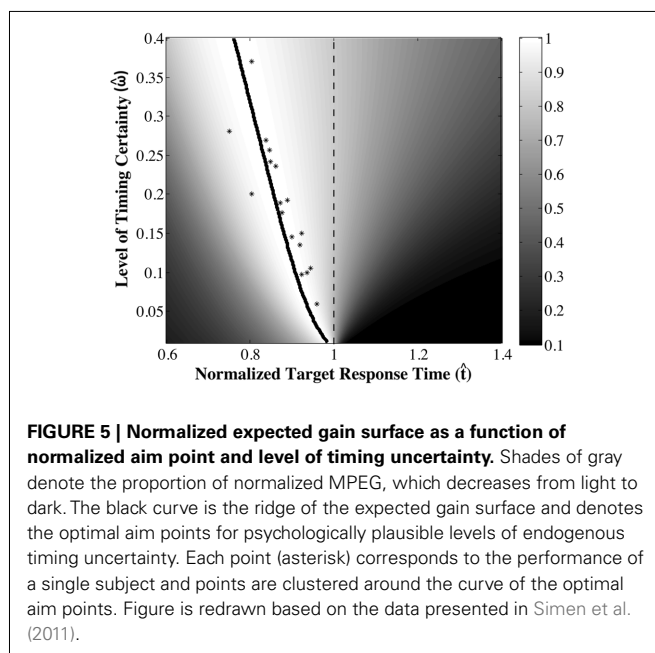 0.4
0.35
0.3
0.25
0.2
0.15
0.1
0.05
Level of Timing Certainty (ω̂)
0.6
0.8
1
1.2
1.4
Normalized Target Response Time (t̂)
1
0.9
0.8
0.7
0.6
0.5
0.4
0.3
0.2
0.1
FIGURE 5 | Normalized expected gain surface as a function of
normalized aim point and level of timing uncertainty. Shades of gray
denote the proportion of normalized MPEG, which decreases from light to
dark. The black curve is the ridge of the expected gain surface and denotes
the optimal aim points for psychologically plausible levels of endogenous
timing uncertainty. Each point (asterisk) corresponds to the performance of
a single subject and points are clustered around the curve of the optimal
aim points. Figure is redrawn based on the data presented in Simen et al.
(2011).